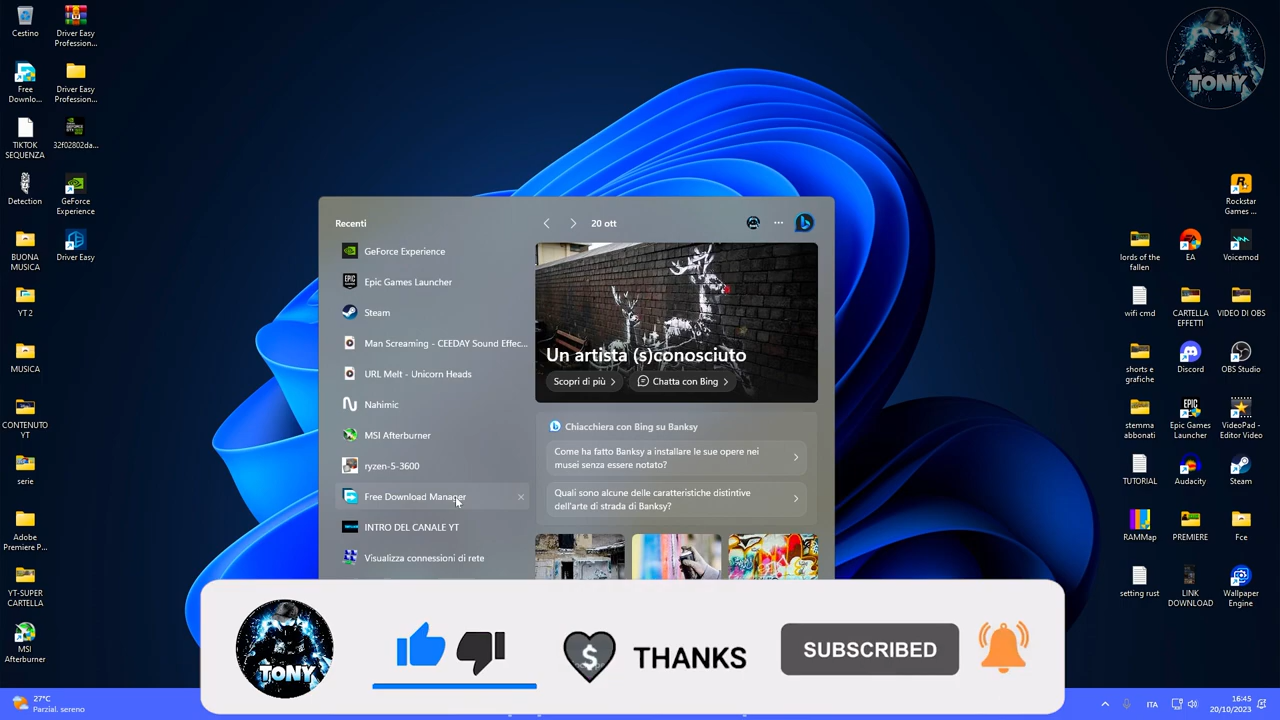 Cestino
Driver Easy
Profession...
TONY
Free
Downlo...
Driver Easy
Profession...
TIKTOK
SEQUENZA
32f02802da...
Detection
GeForce
Experience
Rockstar
Games ...
BUONA
MUSICA
Driver Easy
YT 2
MUSICA
CONTENUTO
YT
serie
Adobe
Premiere P...
YT-SUPER
CARTELLA
MSI
Afterburner
Recenti
GeForce Experience
Epic Games Launcher
Steam
Man Screaming - CEEDAY Sound Effec...
URL Melt - Unicorn Heads
Nahimic
MSI Afterburner
ryzen-5-3600
Free Download Manager
INTRO DEL CANALE YT
Visualizza connessioni di rete
20 ott
Un artista (s)conosciuto
Scopri di più
Chatta con Bing
Chiacchiera con Bing su Banksy
Come ha fatto Banksy a installare le sue opere nei
musei senza essere notato?
Quali sono alcune delle caratteristiche distintive
dell'arte di strada di Banksy?
lords of the
fallen
EA
Voicemod
wifi cmd
CARTELLA
EFFETTI
VIDEO DI OBS
shorts e
grafiche
Discord
OBS Studio
stemma
abbonati
Epic Games
Launcher
VideoPad -
Editor Video
TUTORIAL
Audacity
Steam
RAMMap
PREMIERE
Fce
setting rust
LINK
DOWNLOAD
Wallpaper
Engine
TONY
THANKS
SUBSCRIBED
27°C
Parzial. sereno
ITA
16:45
20/10/2023